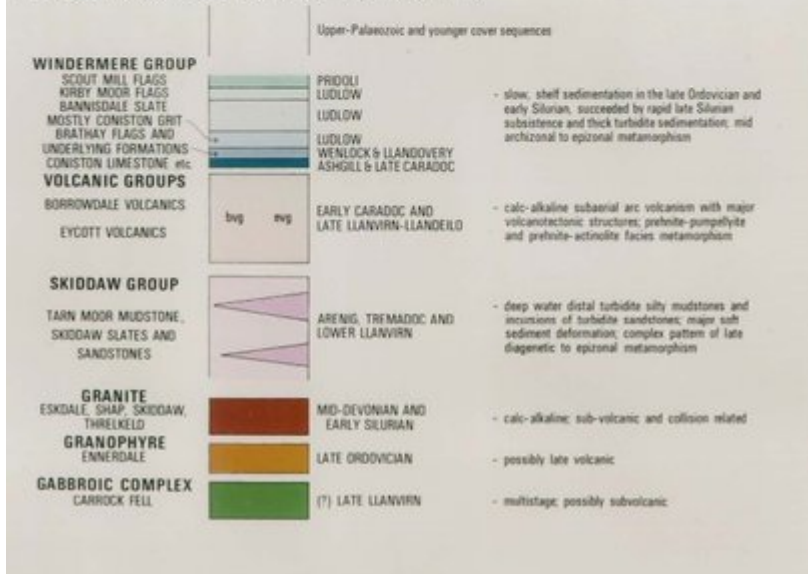 Upper-Palaeozoic and younger cover sequences
WINDERMERE GROUP
SCOUT MILL FLAGS
KIRBY MOOR FLAGS
BANNISDALE SLATE
MOSTLY CONISTON GRIT
BRATHAY FLAGS AND
UNDERLYING FORMATIONS
CONISTON LIMESTONE etc.
PRIDOLI
LUDLOW
LUDLOW
LUDLOW
WENLOCK & LLANDOVERY
ASHGILL & LATE CARADOC
- slow; shelf sedimentation in the late Ordovician and
early Silurian, succeeded by rapid late Silurian
subsistence and thick turbidite sedimentation; mid
archizonal to epizonal metamorphism
VOLCANIC GROUPS
BORROWDALE VOLCANICS
EYCOTT VOLCANICS
bvg evg
EARLY CARADOC AND
LATE LLANVIRN-LLANDEILO
- calc-alkaline subaerial arc volcanism with major
volcanotectonic structures; prehnite-pumpellyite
and prehnite-actinolite facies metamorphism
SKIDDAW GROUP
TARN MOOR MUDSTONE,
SKIDDAW SLATES AND
SANDSTONES
ARENIG, TREMADOC AND
LOWER LLANVIRN
- deep water distal turbidite silty mudstones and
incursions of turbidite sandstones; major soft
sediment deformation; complex pattern of late
diagenetic to epizonal metamorphism
GRANITE
ESKDALE, SHAP, SKIDDAW,
THRELKELD
MID-DEVONIAN AND
EARLY SILURIAN
- calc-alkaline; sub-volcanic and collision related
GRANOPHYRE
ENNERDALE
LATE ORDOVICIAN
- possibly late volcanic
GABBROIC COMPLEX
CARROCK FELL
(?) LATE LLANVIRN
- multistage; possibly subvolcanic